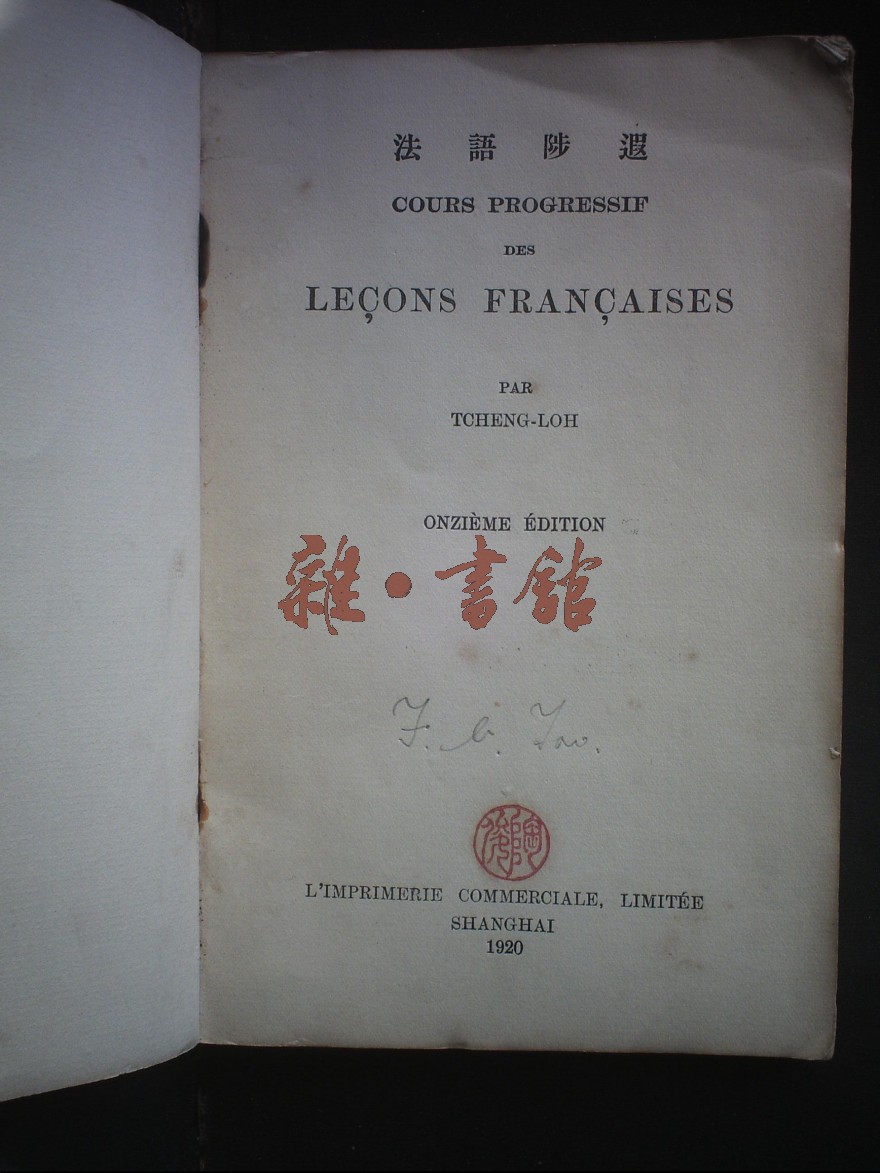 法語陟遐
COURS PROGRESSIF
DES
LEÇONS FRANÇAISES
PAR
TCHENG-LOH
ONZIÈME ÉDITION
雜·書館
L'IMPRIMERIE COMMERCIALE, LIMITÉE
SHANGHAI
1920